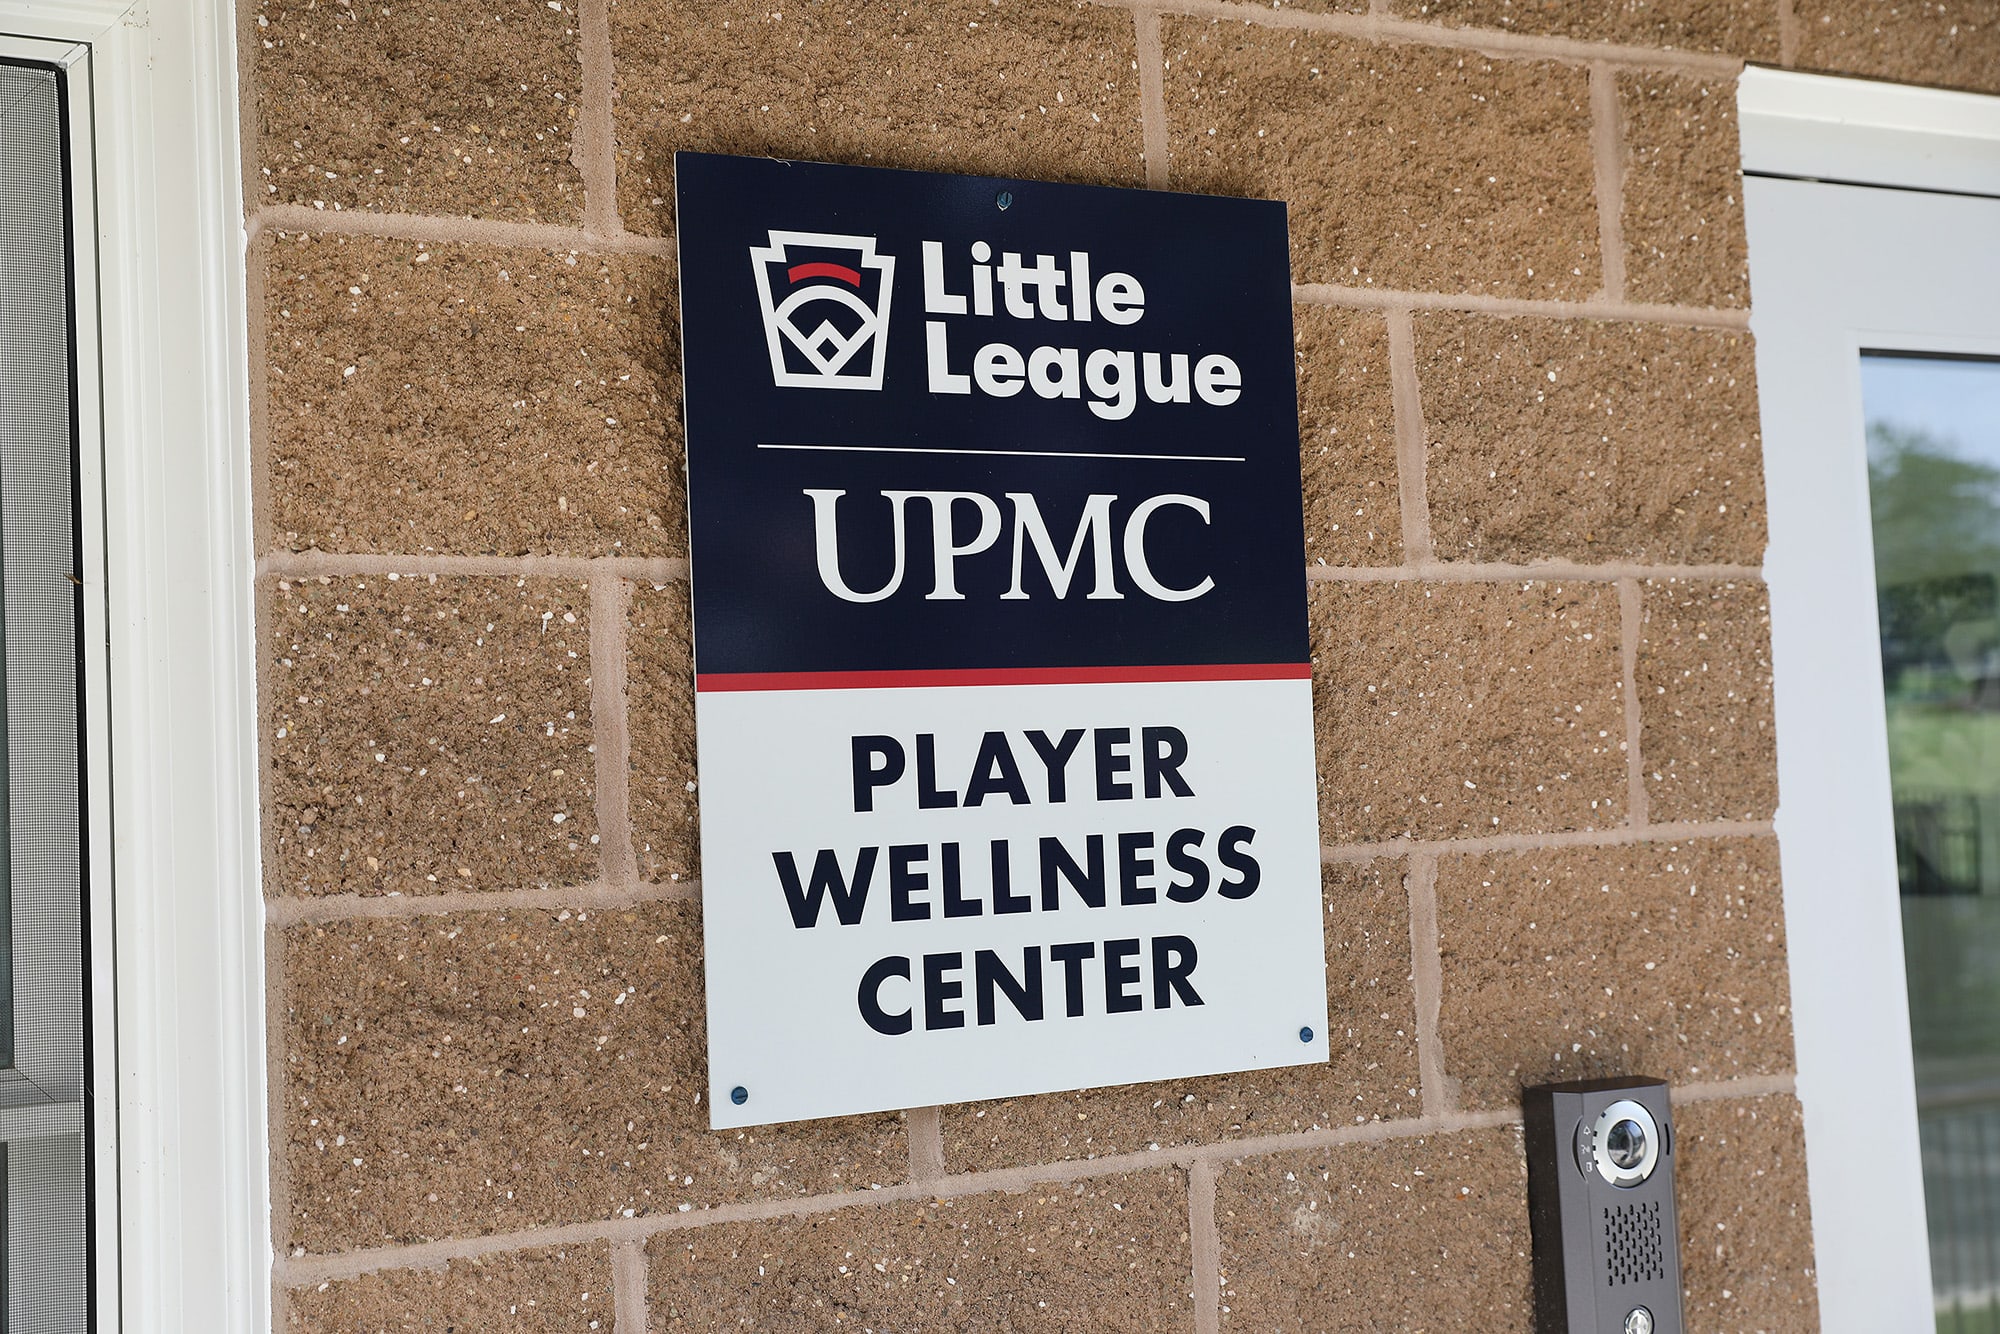 Little
League
UPMC
PLAYER
WELLNESS
CENTER